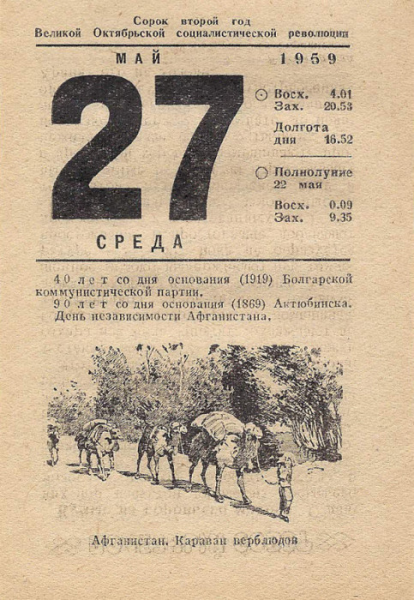 Сорок второй год
Великой Октябрьской социалистической революции
МАЙ 1959
27
Восх. 4.01
Зах. 20.53
Долгота
дня 16.52
Полнолуние
22 мая
Восх. 0.09
Зах. 9.35
СРЕДА
40 лет со дня основания (1919) Болгарской
коммунистической партии.
90 лет со дня основания (1869) Актюбинска.
День независимости Афганистана.
Афганистан. Караван верблюдов